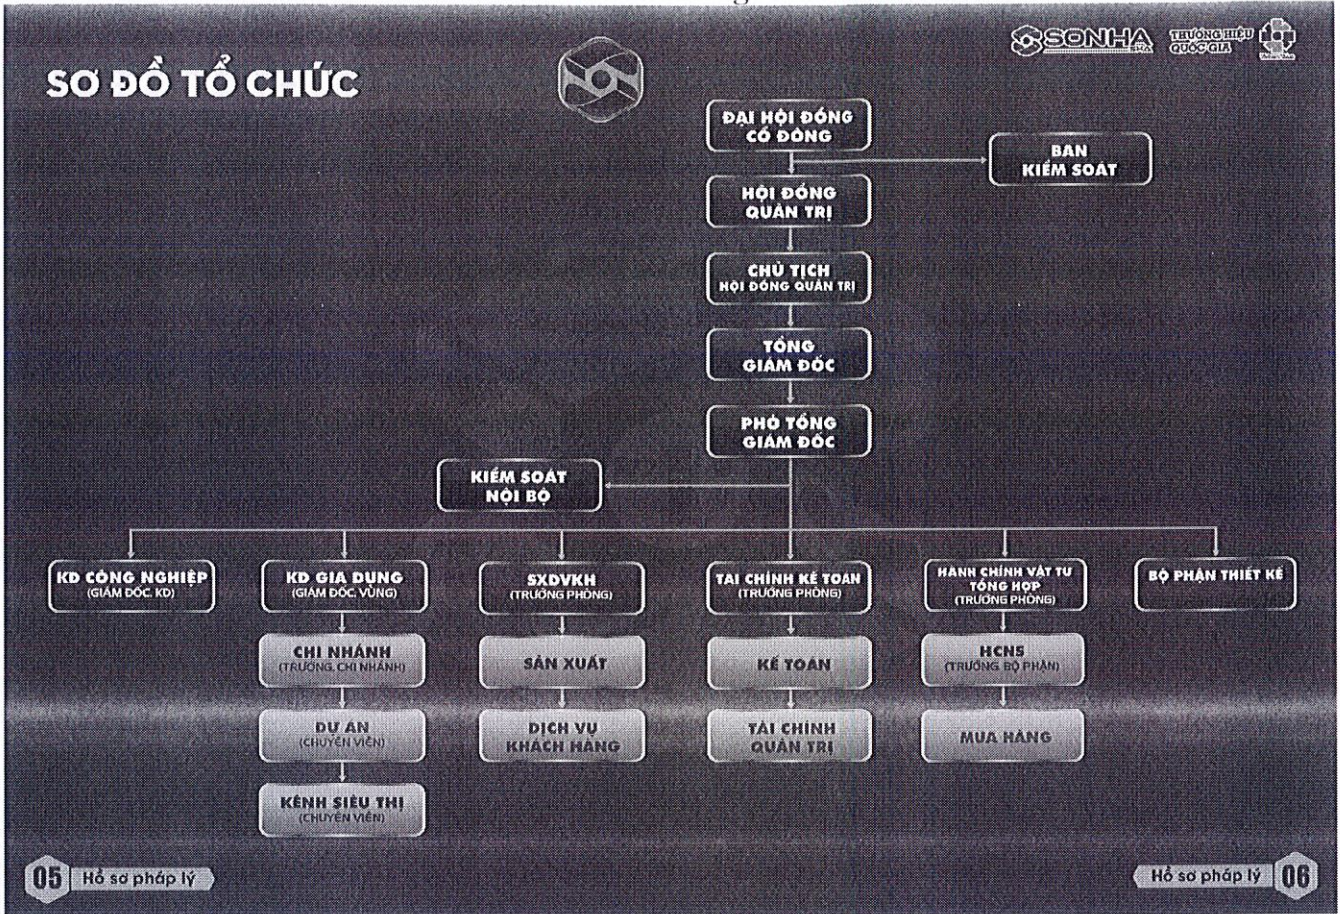 SƠ ĐỒ TỔ CHỨC
SONHA
THƯƠNG HIỆU
QUỐC GIA
ĐẠI HỘI ĐỒNG
CỔ ĐÔNG
BAN
KIỂM SOÁT
HỘI ĐỒNG
QUẢN TRỊ
CHỦ TỊCH
HỘI ĐỒNG QUẢN TRỊ
TỔNG
GIÁM ĐỐC
PHÓ TỔNG
GIÁM ĐỐC
KIỂM SOÁT
NỘI BỘ
KD CÔNG NGHIỆP
(GIÁM ĐỐC. KD)
KD GIA DỤNG
(GIÁM ĐỐC. VÙNG)
SXDVKH
(TRƯỞNG PHÒNG)
TÀI CHÍNH KẾ TOÁN
(TRƯỞNG PHÒNG)
HÀNH CHÍNH VẬT TƯ
TỔNG HỢP
(TRƯỞNG PHÒNG)
BỘ PHẬN THIẾT KẾ
CHI NHÁNH
(TRƯỞNG. CHI NHÁNH)
SẢN XUẤT
KẾ TOÁN
HCNS
(TRƯỞNG. BỘ PHẬN)
DỰ ÁN
(CHUYÊN VIÊN)
DỊCH VỤ
KHÁCH HÀNG
TÀI CHÍNH
QUẢN TRỊ
MUA HÀNG
KÊNH SIÊU THỊ
(CHUYÊN VIÊN)
05 Hồ sơ pháp lý
Hồ sơ pháp lý 06